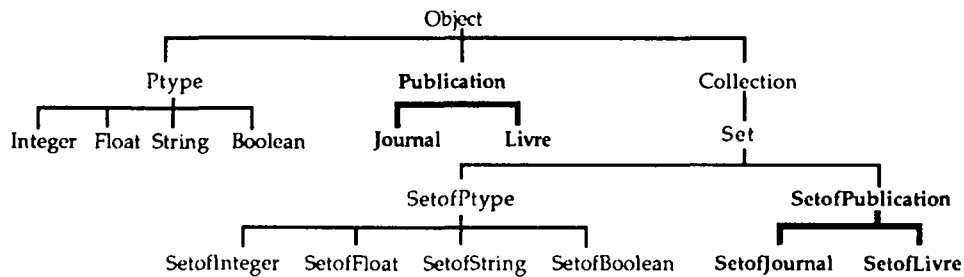 Object
Ptype Publication Collection
Integer Float String Boolean Journal Livre Set
SetofPtype SetofPublication
SetofInteger SetofFloat SetofString SetofBoolean SetofJournal SetofLivre